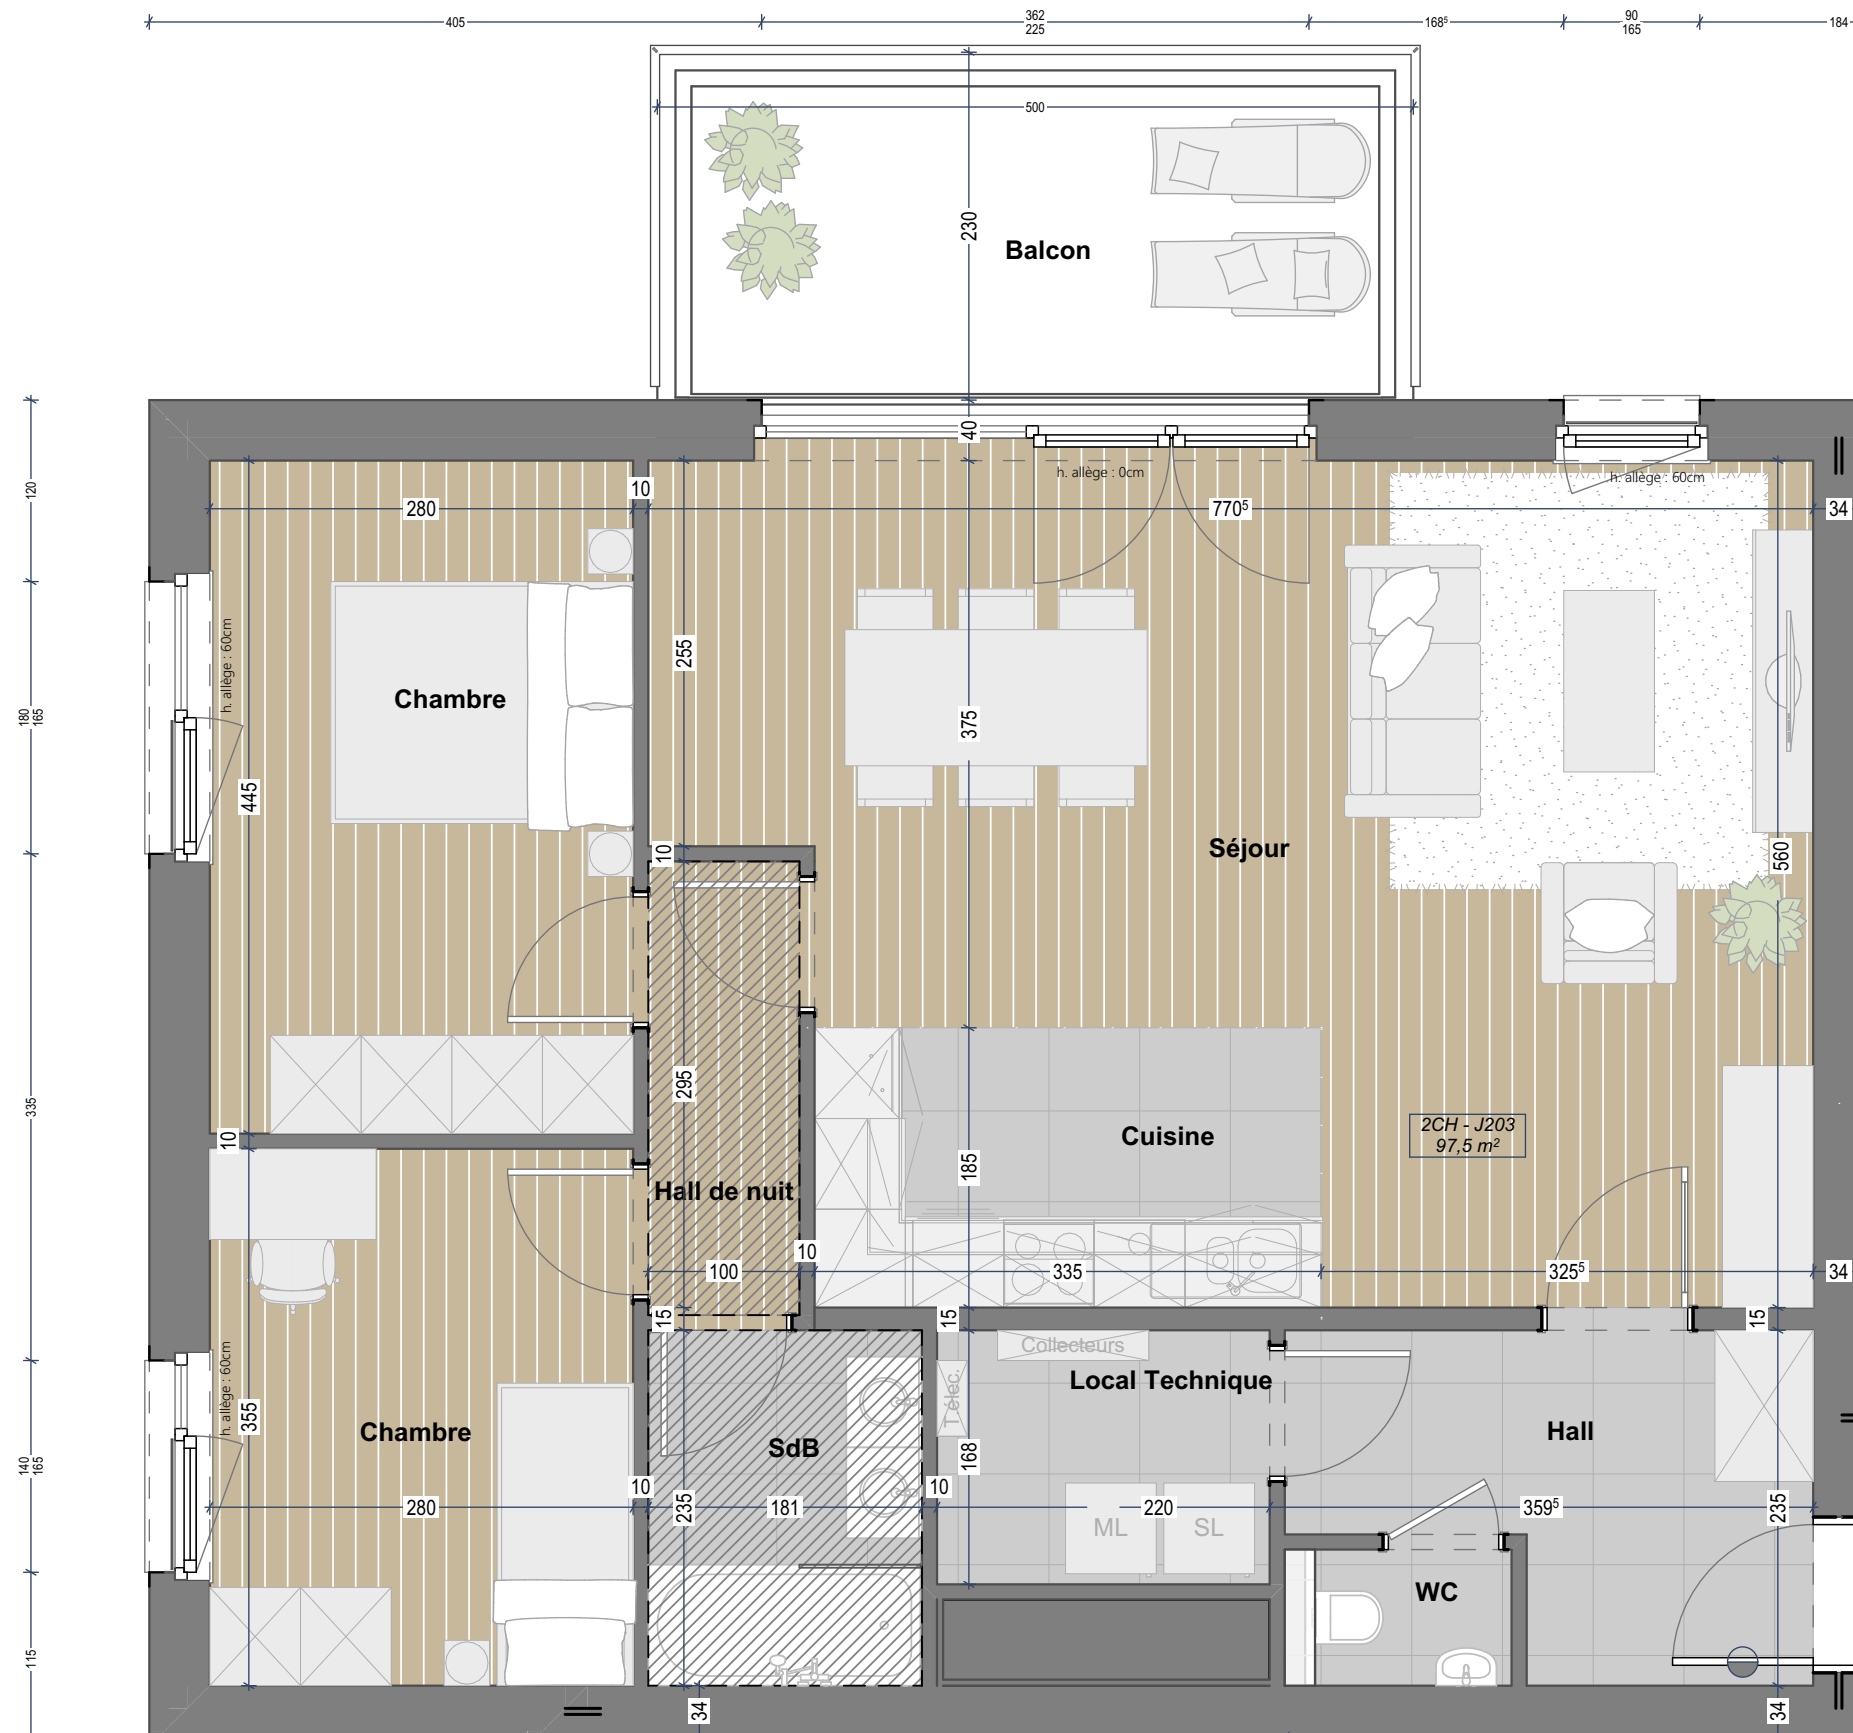 405
362
225
168⁵
90
165
184
500
230
Balcon
40
h. allège : 0cm
h. allège : 60cm
120
280
10
770⁵
34
h. allège : 60cm
255
Chambre
375
180
165
445
Séjour
10
560
295
335
Cuisine
2CH - J203
97,5 m²
10
185
Hall de nuit
10
100
335
325⁵
34
15
15
15
Collecteurs
Local Technique
T.élec.
h. allège : 60cm
355
Chambre
SdB
168
Hall
140
165
280
10
235
181
10
220
359⁵
235
ML
SL
WC
115
34
34